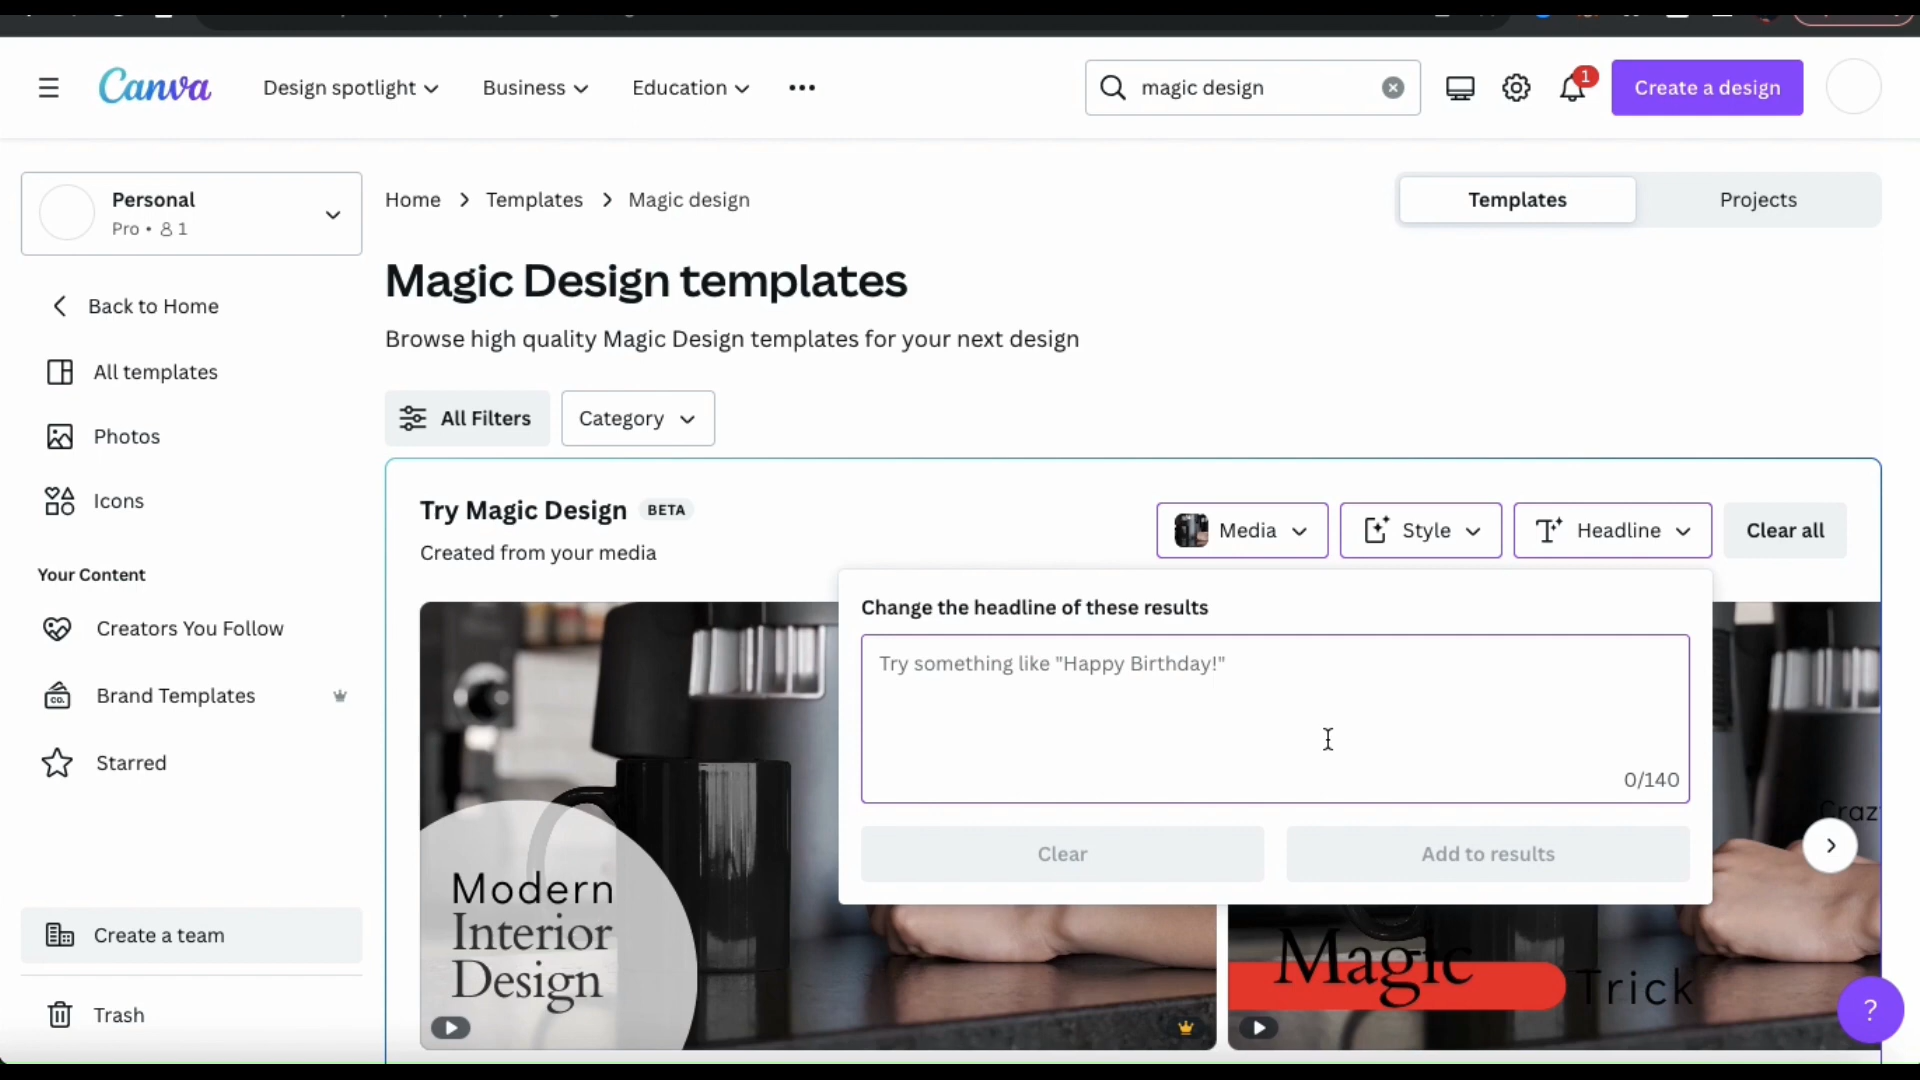 Canva
Design spotlight
Business
Education
magic design
1
Create a design
Personal
Pro • 1
Home
Templates
Magic design
Templates
Projects
Magic Design templates
Browse high quality Magic Design templates for your next design
Back to Home
All templates
Photos
Icons
Your Content
Creators You Follow
CO.
Brand Templates
Starred
Create a team
Trash
All Filters
Category
Try Magic Design BETA
Created from your media
Media
Style
Headline
Clear all
Change the headline of these results
Try something like "Happy Birthday!"
0/140
Clear
Add to results
Modern
Interior
Design
Magic
Trick
?